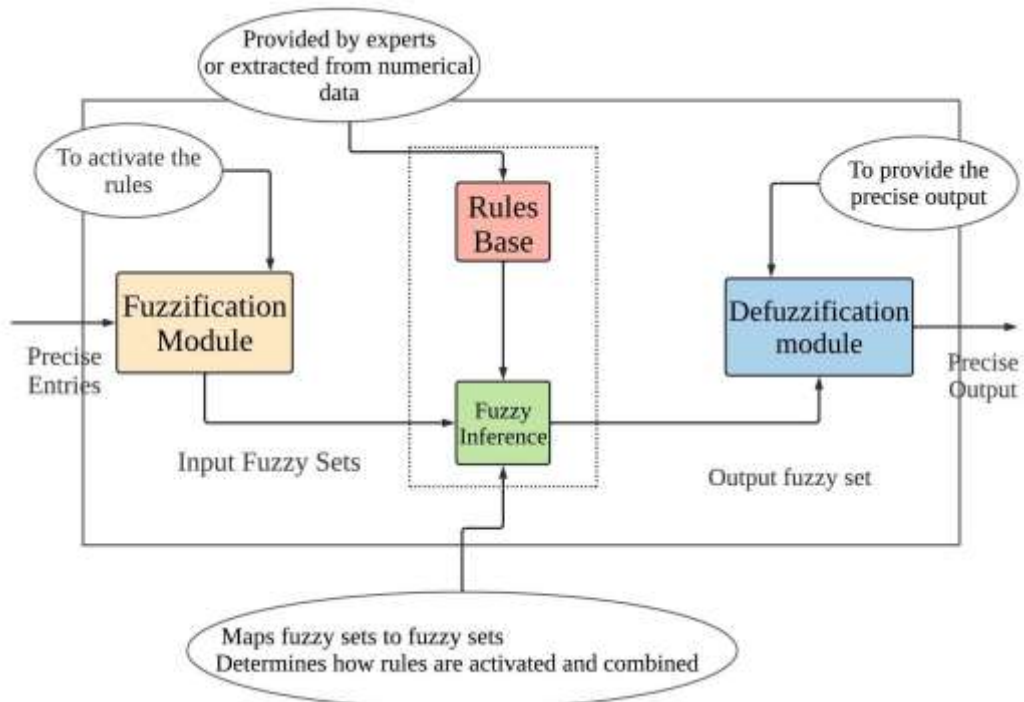 Provided by experts
or extracted from numerical
data
To activate the
rules
To provide the
precise output
Rules
Base
Fuzzification
Module
Defuzzification
module
Precise
Entries
Precise
Output
Fuzzy
Inference
Input Fuzzy Sets
Output fuzzy set
Maps fuzzy sets to fuzzy sets
Determines how rules are activated and combined